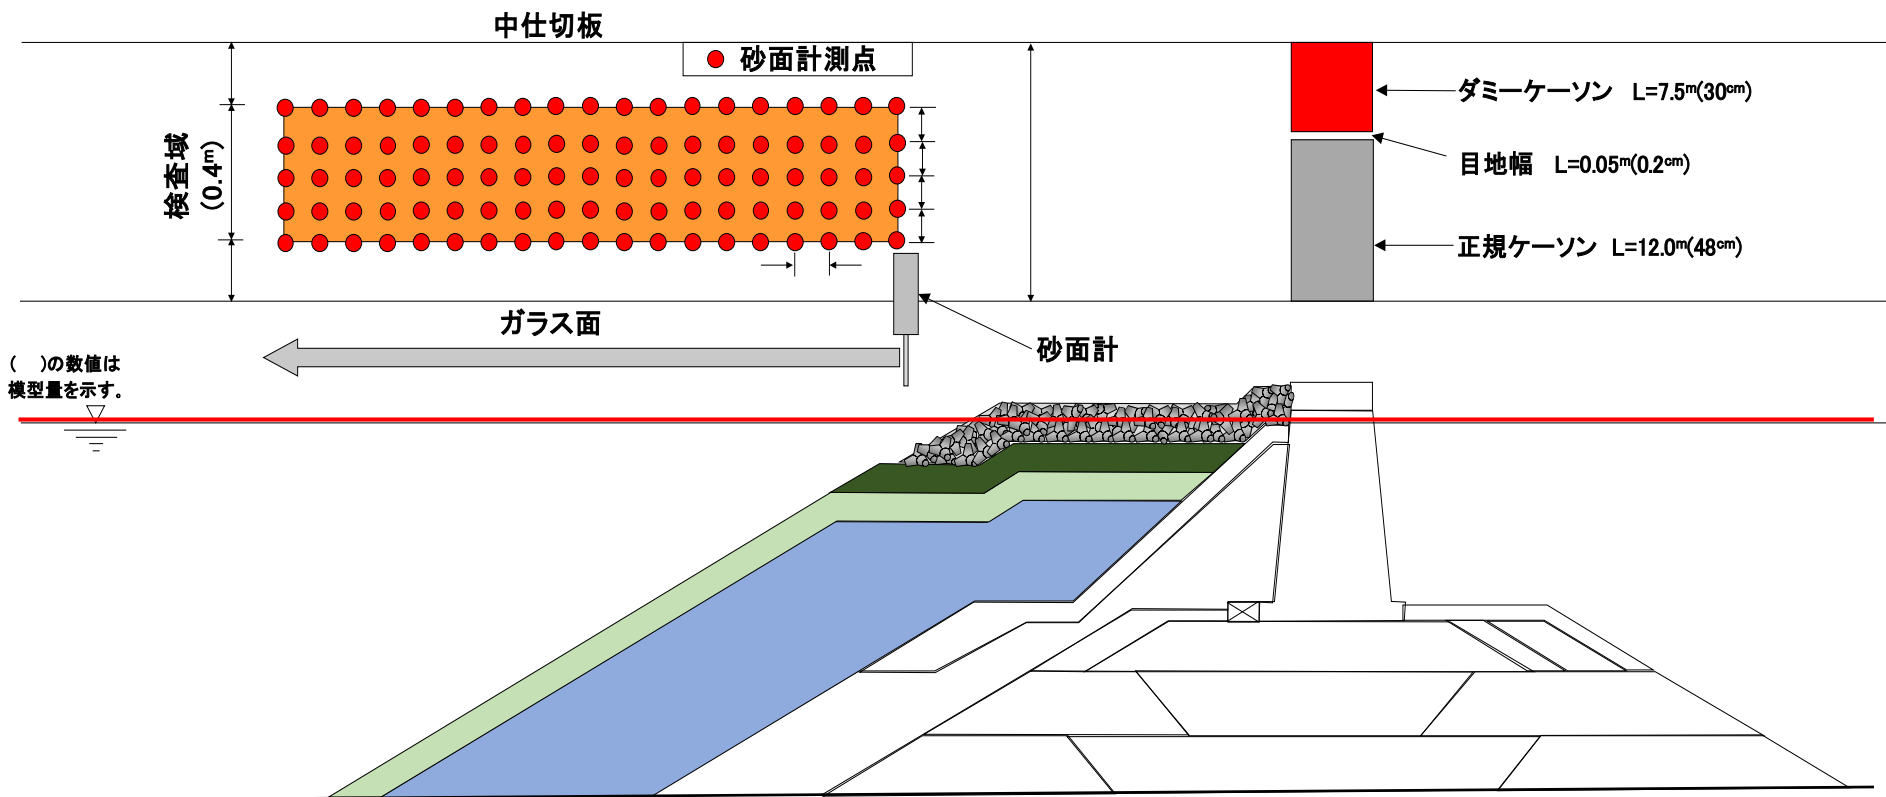 中仕切板
砂面計測点
検査域
(0.4m)
ダミーケーソン L=7.5m(30cm)
目地幅 L=0.05m(0.2cm)
正規ケーソン L=12.0m(48cm)
ガラス面
砂面計
( )の数値は
模型量を示す。